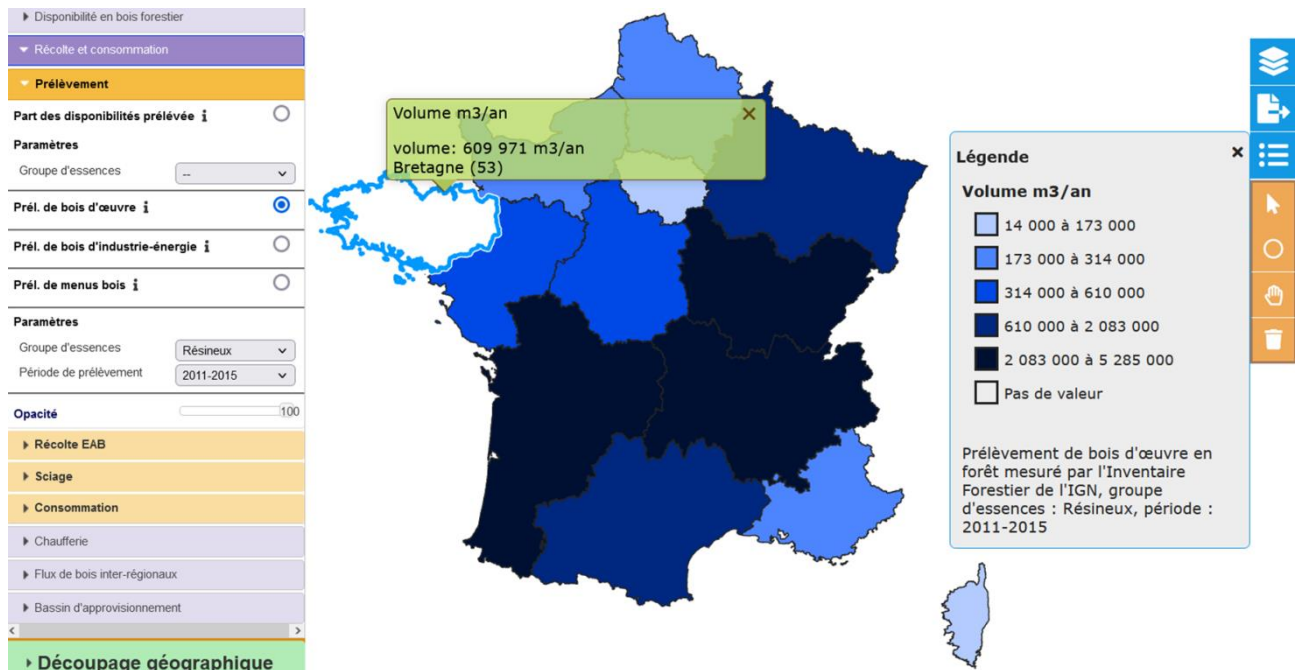 Disponibilité en bois forestier
Récolte et consommation
Prélèvement
Part des disponibilités prélévée i
Paramètres
Groupe d'essences --
Prél. de bois d'œuvre i
Prél. de bois d'industrie-énergie i
Prél. de menus bois i
Paramètres
Groupe d'essences Résineux
Période de prélèvement 2011-2015
Opacité 100
Récolte EAB
Sciage
Consommation
Chaufferie
Flux de bois inter-régionaux
Bassin d'approvisionnement
Découpage géographique
Volume m3/an
volume: 609 971 m3/an
Bretagne (53)
Légende
Volume m3/an
14 000 à 173 000
173 000 à 314 000
314 000 à 610 000
610 000 à 2 083 000
2 083 000 à 5 285 000
Pas de valeur
Prélèvement de bois d'œuvre en
forêt mesuré par l'Inventaire
Forestier de l'IGN, groupe
d'essences : Résineux, période :
2011-2015